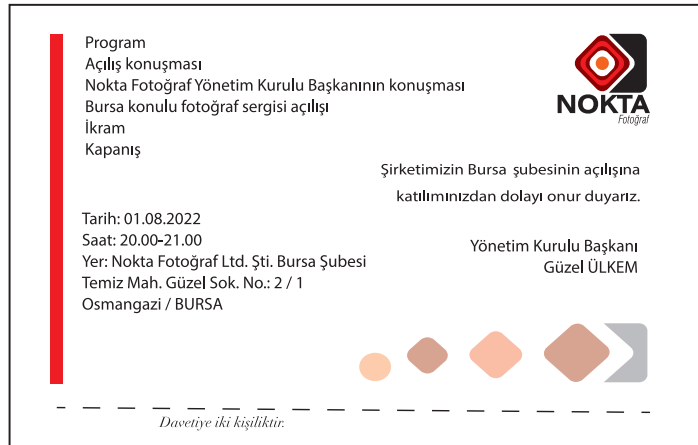 Program
Açılış konuşması
Nokta Fotoğraf Yönetim Kurulu Başkanının konuşması
Bursa konulu fotoğraf sergisi açılışı
İkram
Kapanış
NOKTA
Fotoğraf
Şirketimizin Bursa şubesinin açılışına
katılımınızdan dolayı onur duyarız.
Tarih: 01.08.2022
Saat: 20.00-21.00
Yer: Nokta Fotoğraf Ltd. Şti. Bursa Şubesi
Temiz Mah. Güzel Sok. No.: 2 / 1
Osmangazi / BURSA
Yönetim Kurulu Başkanı
Güzel ÜLKEM
Davetiye iki kişiliktir.